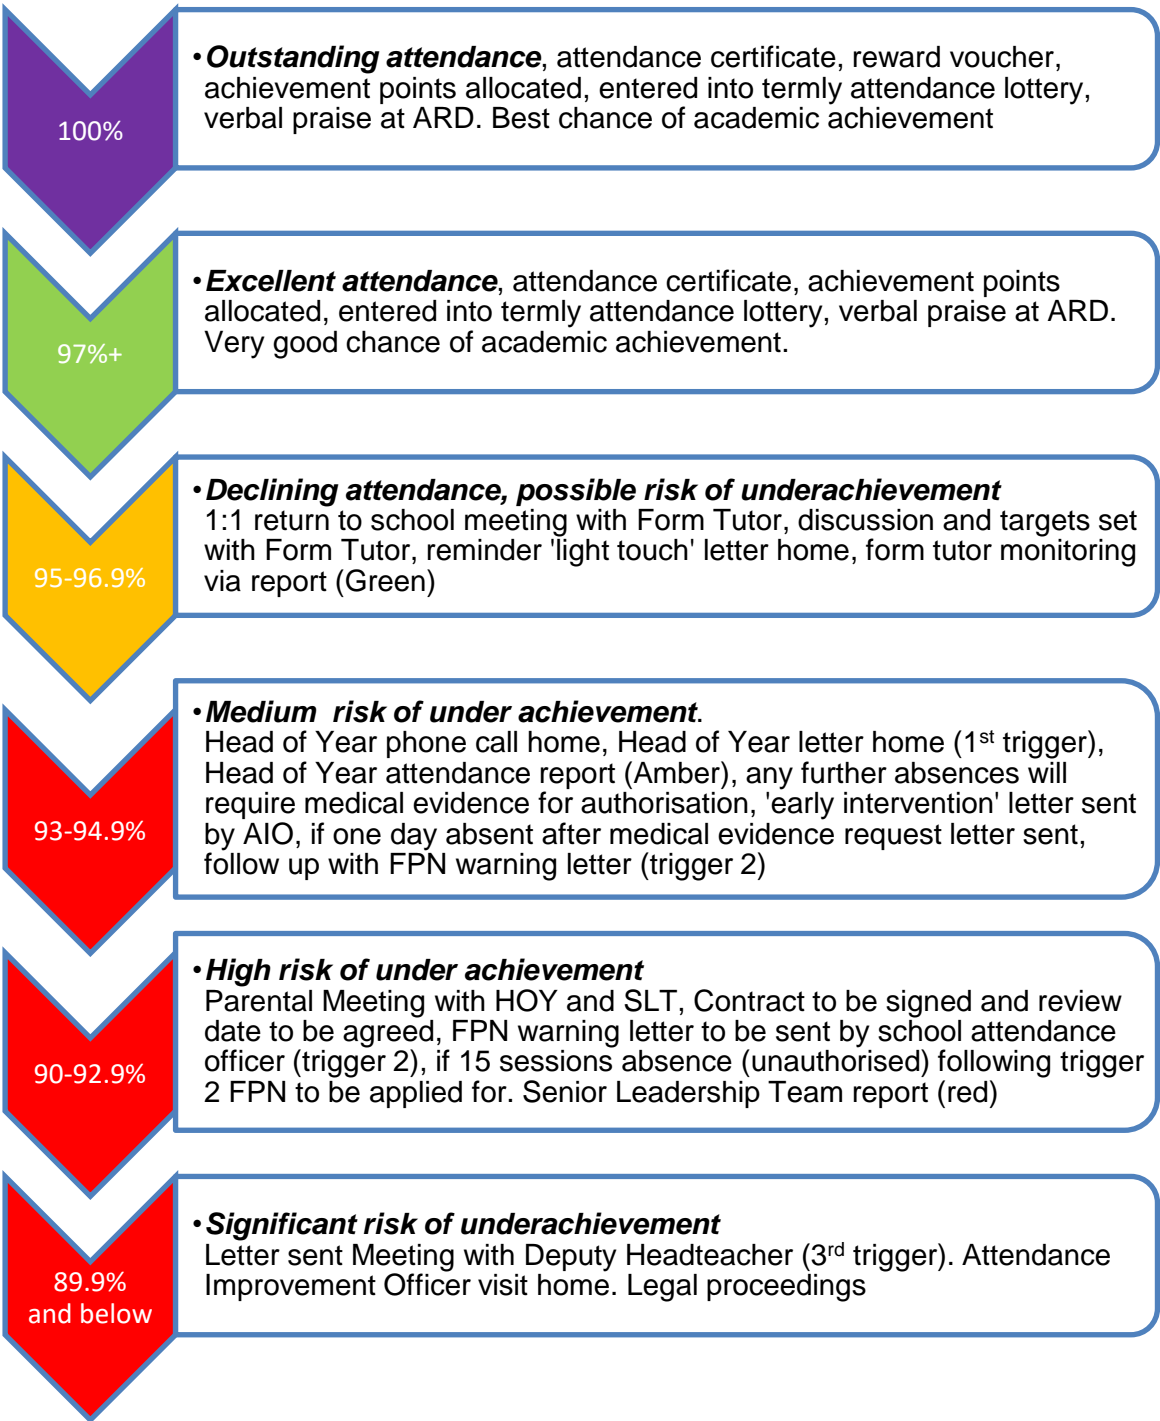 100%
• Outstanding attendance, attendance certificate, reward voucher,
achievement points allocated, entered into termly attendance lottery,
verbal praise at ARD. Best chance of academic achievement
97%+
• Excellent attendance, attendance certificate, achievement points
allocated, entered into termly attendance lottery, verbal praise at ARD.
Very good chance of academic achievement.
95-96.9%
• Declining attendance, possible risk of underachievement
1:1 return to school meeting with Form Tutor, discussion and targets set
with Form Tutor, reminder 'light touch' letter home, form tutor monitoring
via report (Green)
93-94.9%
• Medium  risk of under achievement.
Head of Year phone call home, Head of Year letter home (1st trigger),
Head of Year attendance report (Amber), any further absences will
require medical evidence for authorisation, 'early intervention' letter sent
by AIO, if one day absent after medical evidence request letter sent,
follow up with FPN warning letter (trigger 2)
90-92.9%
• High risk of under achievement
Parental Meeting with HOY and SLT, Contract to be signed and review
date to be agreed, FPN warning letter to be sent by school attendance
officer (trigger 2), if 15 sessions absence (unauthorised) following trigger
2 FPN to be applied for. Senior Leadership Team report (red)
89.9%
and below
• Significant risk of underachievement
Letter sent Meeting with Deputy Headteacher (3rd trigger). Attendance
Improvement Officer visit home. Legal proceedings